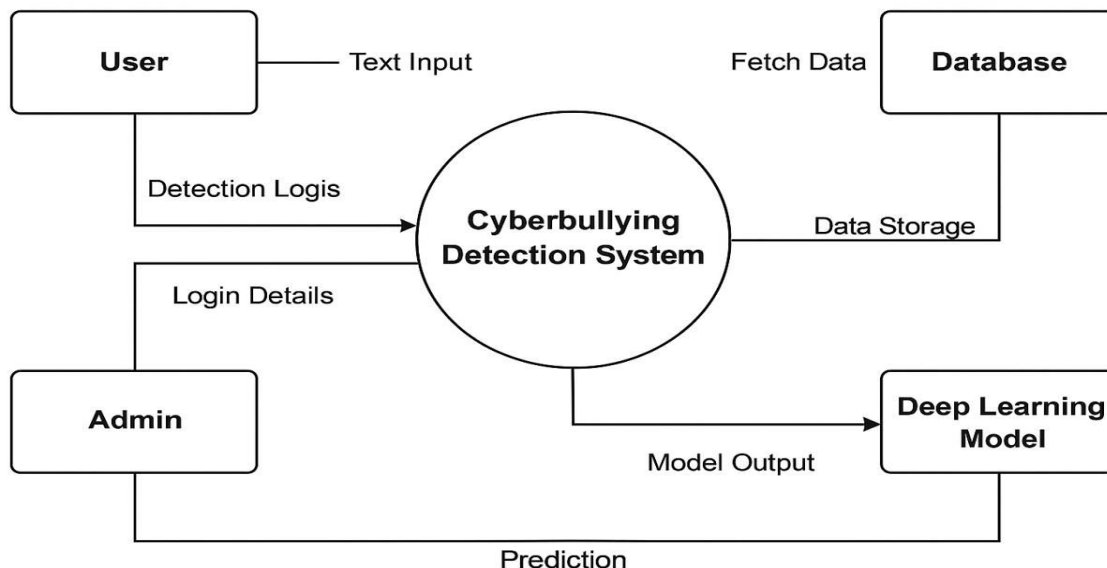 User
Text Input
Fetch Data
Database
Detection Logis
Cyberbullying
Detection System
Data Storage
Login Details
Admin
Deep Learning
Model
Model Output
Prediction